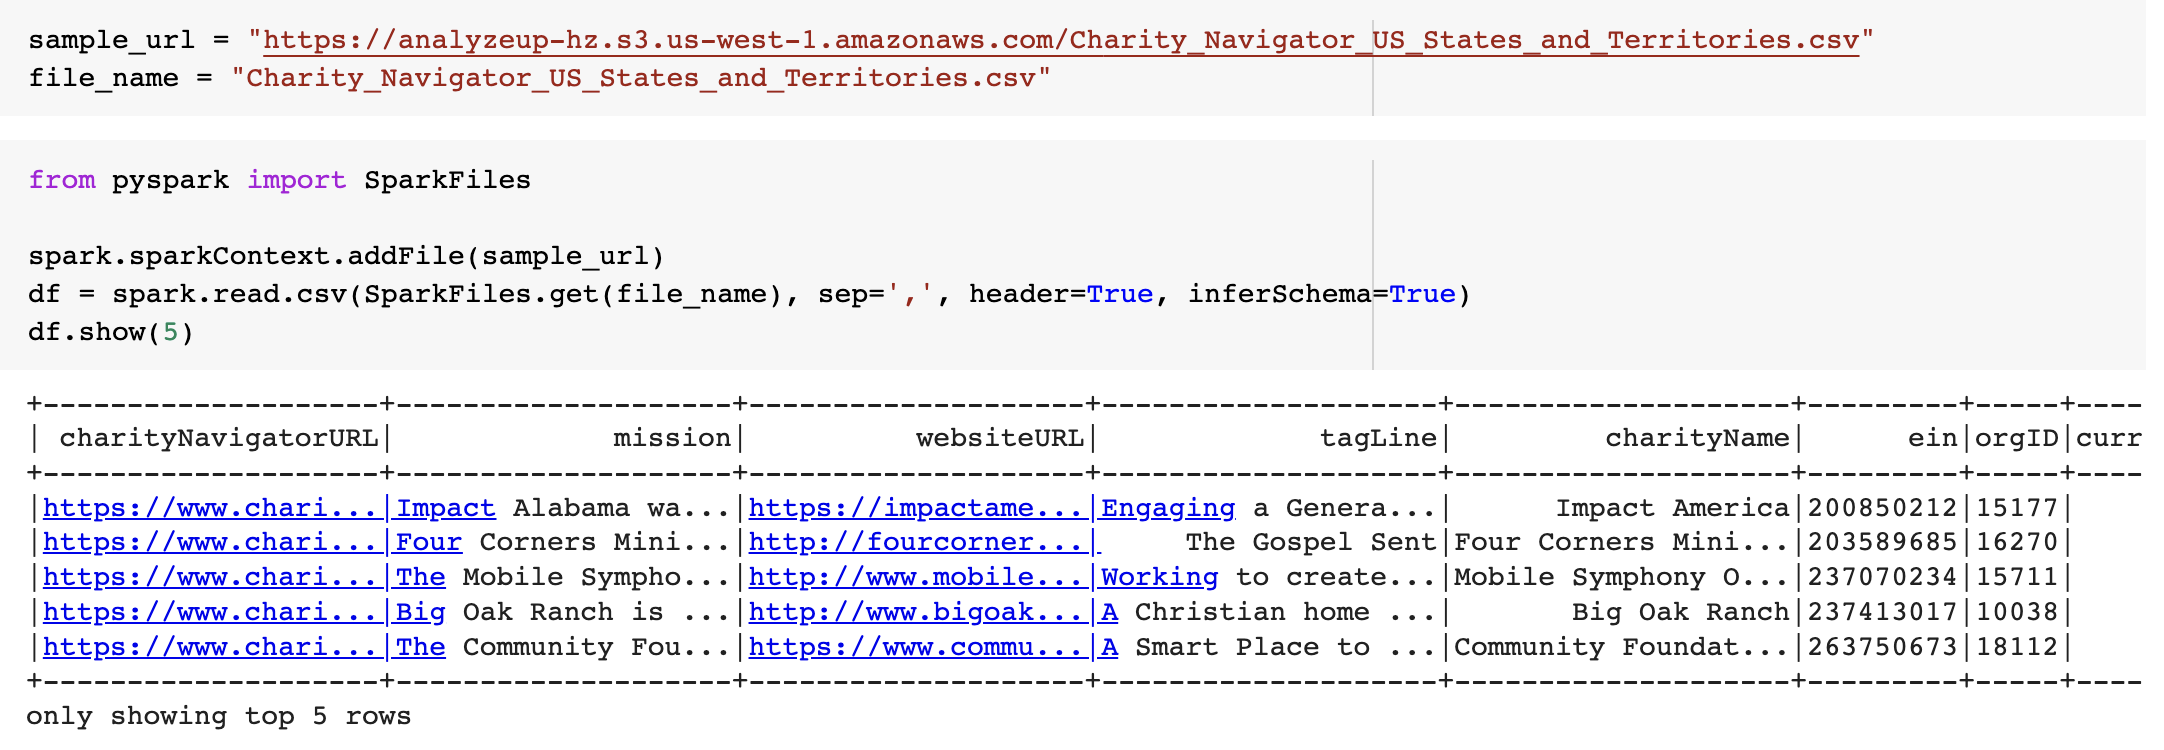 sample_url = "https://analyzeup-hz.s3.us-west-1.amazonaws.com/Charity_Navigator_US_States_and_Territories.csv"
file_name = "Charity_Navigator_US_States_and_Territories.csv"
from pyspark import SparkFiles
spark.sparkContext.addFile(sample_url)
df = spark.read.csv(SparkFiles.get(file_name), sep=',', header=True, inferSchema=True)
df.show(5)
+--------------------+--------------------+--------------------+--------------------+--------------------+---------+-----+----
| charityNavigatorURL|             mission|          websiteURL|             tagLine|         charityName|      ein|orgID|curr
+--------------------+--------------------+--------------------+--------------------+--------------------+---------+-----+----
|https://www.chari...|Impact Alabama wa...|https://impactame...|Engaging a Genera...|      Impact America|200850212|15177|
|https://www.chari...|Four Corners Mini...|http://fourcorner...|     The Gospel Sent|Four Corners Mini...|203589685|16270|
|https://www.chari...|The Mobile Sympho...|http://www.mobile...|Working to create...|Mobile Symphony O...|237070234|15711|
|https://www.chari...|Big Oak Ranch is ...|http://www.bigoak...|A Christian home ...|       Big Oak Ranch|237413017|10038|
|https://www.chari...|The Community Fou...|https://www.commu...|A Smart Place to ...|Community Foundat...|263750673|18112|
+--------------------+--------------------+--------------------+--------------------+--------------------+---------+-----+----
only showing top 5 rows